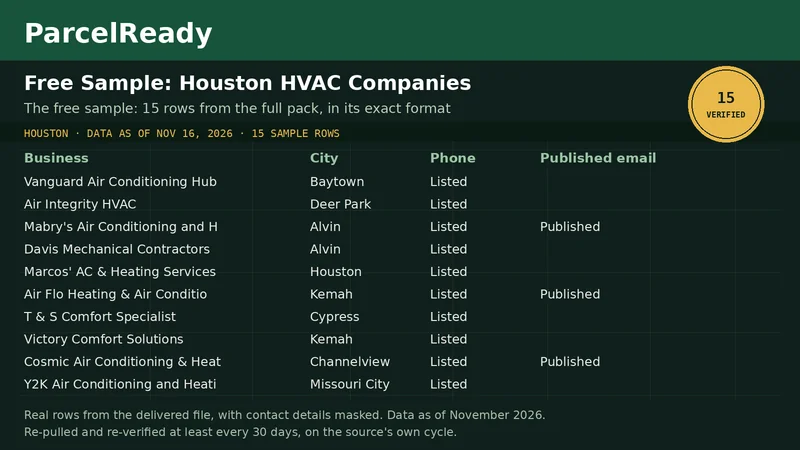 ParcelReady
Free Sample: Houston HVAC Companies
The free sample: 15 rows from the full pack, in its exact format
15
VERIFIED
HOUSTON · DATA AS OF NOV 16, 2026 · 15 SAMPLE ROWS
Business City Phone Published email
Vanguard Air Conditioning Hub Baytown Listed
Air Integrity HVAC Deer Park Listed
Mabry's Air Conditioning and H Alvin Listed Published
Davis Mechanical Contractors Alvin Listed
Marcos' AC & Heating Services Houston Listed
Air Flo Heating & Air Conditio Kemah Listed Published
T & S Comfort Specialist Cypress Listed
Victory Comfort Solutions Kemah Listed
Cosmic Air Conditioning & Heat Channelview Listed Published
Y2K Air Conditioning and Heati Missouri City Listed
Real rows from the delivered file, with contact details masked. Data as of November 2026.
Re-pulled and re-verified at least every 30 days, on the source's own cycle.